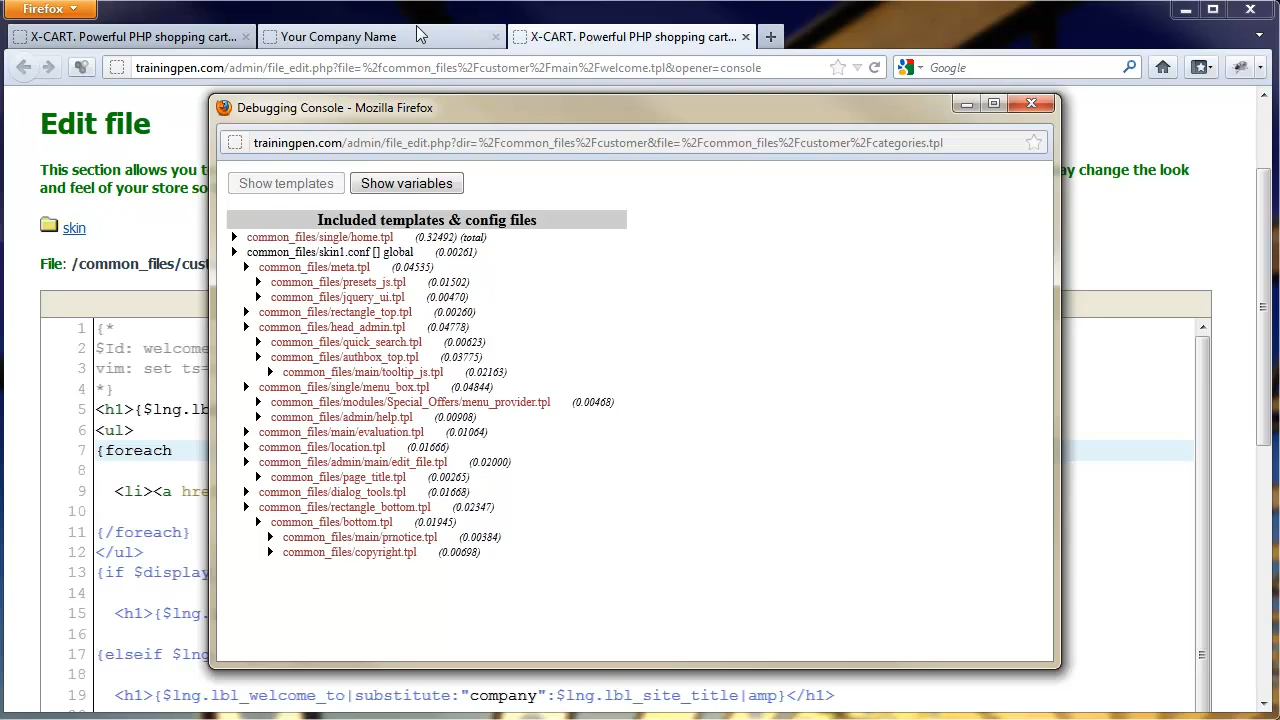 Firefox
X-CART. Powerful PHP shopping cart...
Your Company Name
X-CART. Powerful PHP shopping cart...
trainingpen.com/admin/file_edit.php?file=%2fcommon_files%2Fcustomer%2Fmain%2Fwelcome.tpl&opener=console
Google
Edit file
This section allows you t
ay change the look
and feel of your store so
skin
File: /common_files/cust
1 {*
2 $Id: welcome
3 vim: set ts=
4 *}
5 <h1>{$lng.lb
6 <ul>
7 {foreach
8
9 <li><a hre
10
11 {/foreach}
12 </ul>
13 {if $display
14
15 <h1>{$lng.
16
17 {elseif $lng
18
19 <h1>{$lng.lbl_welcome_to|substitute:"company":$lng.lbl_site_title|amp}</h1>
Debugging Console - Mozilla Firefox
trainingpen.com/admin/file_edit.php?dir=%2Fcommon_files%2Fcustomer&file=%2Fcommon_files%2Fcustomer%2Fcategories.tpl
Show templates
Show variables
Included templates & config files
common_files/single/home.tpl (0.32492) (total)
common_files/skin1.conf [] global (0.00261)
common_files/meta.tpl (0.04535)
common_files/presets_js.tpl (0.01502)
common_files/jquery_ui.tpl (0.00470)
common_files/rectangle_top.tpl (0.00260)
common_files/head_admin.tpl (0.04778)
common_files/quick_search.tpl (0.00623)
common_files/authbox_top.tpl (0.03775)
common_files/main/tooltip_js.tpl (0.02163)
common_files/single/menu_box.tpl (0.04844)
common_files/modules/Special_Offers/menu_provider.tpl (0.00468)
common_files/admin/help.tpl (0.00908)
common_files/main/evaluation.tpl (0.01064)
common_files/location.tpl (0.01666)
common_files/admin/main/edit_file.tpl (0.02000)
common_files/page_title.tpl (0.00265)
common_files/dialog_tools.tpl (0.01668)
common_files/rectangle_bottom.tpl (0.02347)
common_files/bottom.tpl (0.01945)
common_files/main/prnotice.tpl (0.00384)
common_files/copyright.tpl (0.00698)